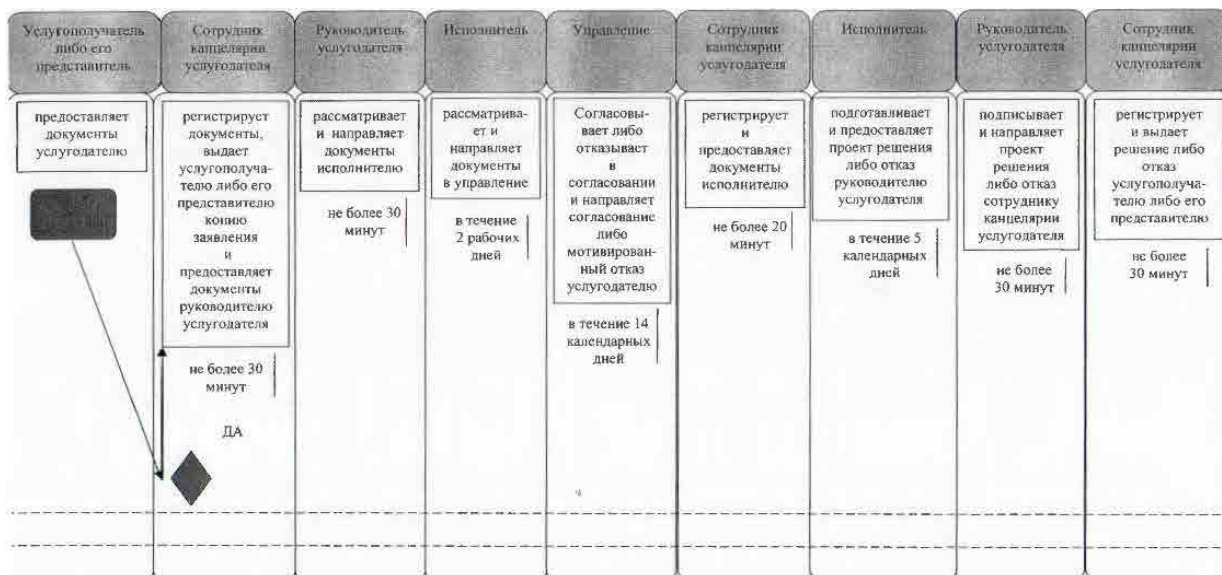 Услугополучатель
либо его
представитель
Сотрудник
канцелярии
услугодателя
Руководитель
услугодателя
Исполнитель
Управление
Сотрудник
канцелярии
услугодателя
Исполнитель
Руководитель
услугодателя
Сотрудник
канцелярии
услугодателя
предоставляет
документы
услугодателю
регистрирует
документы,
выдает
услугополуча-
телю либо его
представителю
копию
заявления
и
предоставляет
документы
руководителю
услугодателя
не более 30
минут
ДА
рассматривает
и направляет
документы
исполнителю
не более 30
минут
рассматрива-
ет и
направляет
документы
в управление
в течение
2 рабочих
дней
Согласовы-
вает либо
отказывает
в
согласовании
и направляет
согласование
либо
мотивирован-
ный отказ
услугодателю
в течение 14
календарных
дней
регистрирует
и
предоставляет
документы
исполнителю
не более 20
минут
подготавливает
и предоставляет
проект решения
либо отказ
руководителю
услугодателя
в течение 5
календарных
дней
подписывает
и направляет
проект
решения
либо отказ
сотруднику
канцелярии
услугодателя
не более
30 минут
регистрирует
и выдает
решение либо
отказ
услугополуча-
телю либо его
представителю
не более
30 минут